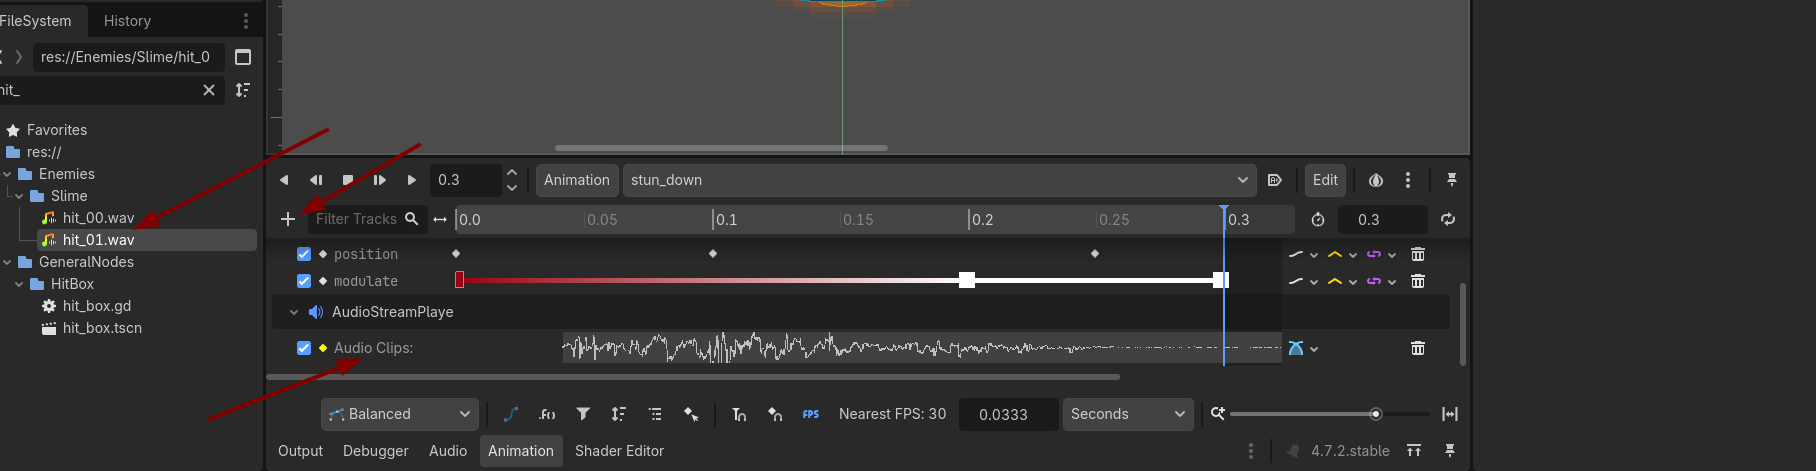 FileSystem
History
res://Enemies/Slime/hit_0
hit_
Favorites
res://
Enemies
Slime
hit_00.wav
hit_01.wav
GeneralNodes
HitBox
hit_box.gd
hit_box.tscn
0.3
Animation
stun_down
Edit
Filter Tracks
0.0
0.05
0.1
0.15
0.2
0.25
0.3
0.3
position
modulate
AudioStreamPlaye
Audio Clips:
Balanced
.f()
FPS
Nearest FPS: 30
0.0333
Seconds
Output
Debugger
Audio
Animation
Shader Editor
4.7.2.stable